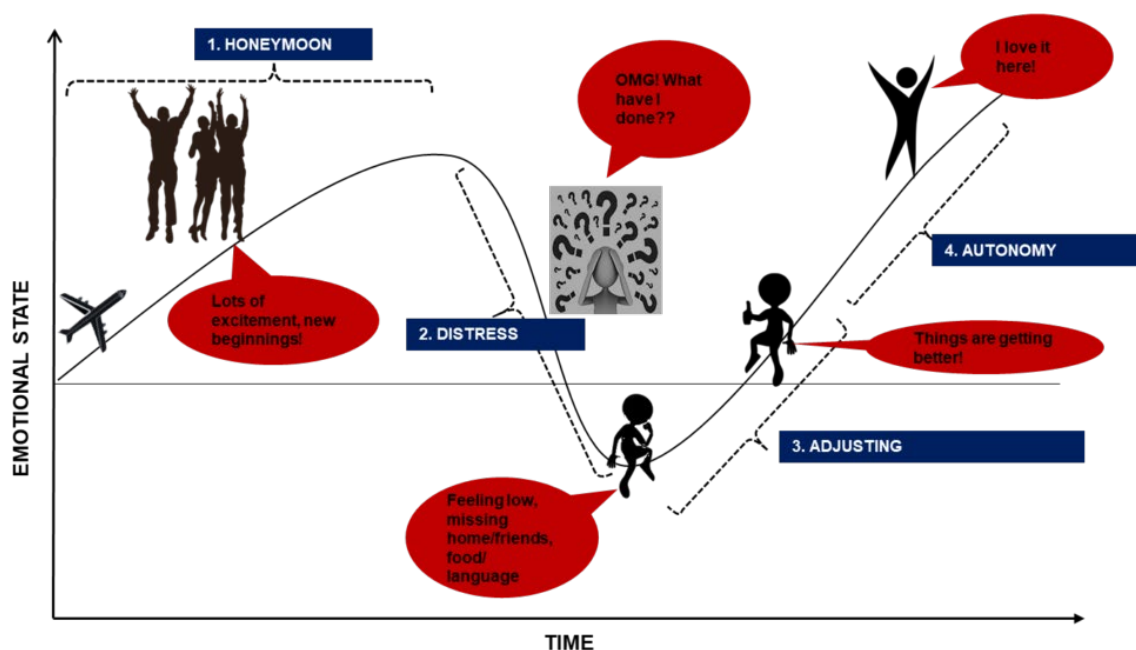 1. HONEYMOON
I love it
here!
OMG! What
have I
done??
4. AUTONOMY
Lots of
excitement, new
beginnings!
2. DISTRESS
Things are getting
better!
3. ADJUSTING
Feeling low,
missing
home/friends,
food/
language
EMOTIONAL STATE
TIME